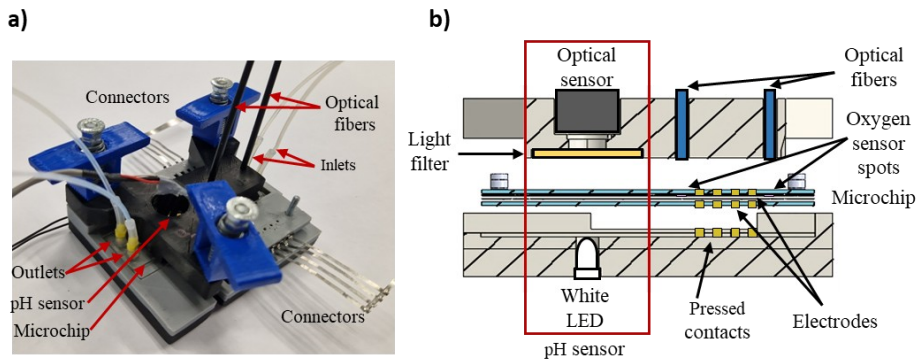 a)
Connectors
Optical
fibers
Inlets
Outlets
pH sensor
Microchip
Connectors
b)
Optical
sensor
Optical
fibers
Light
filter
Oxygen
sensor
spots
Microchip
White
LED
Pressed
contacts
Electrodes
pH sensor